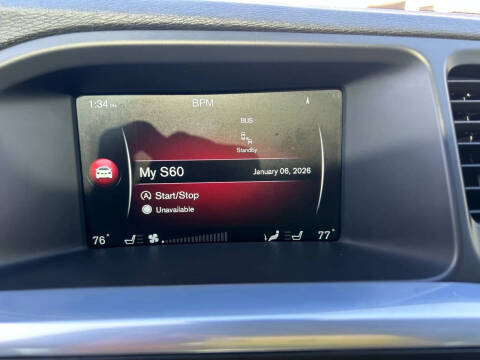 1:34
BPM
BUS
Standby
My S60
January 06, 2026
Start/Stop
Unavailable
76°
77°